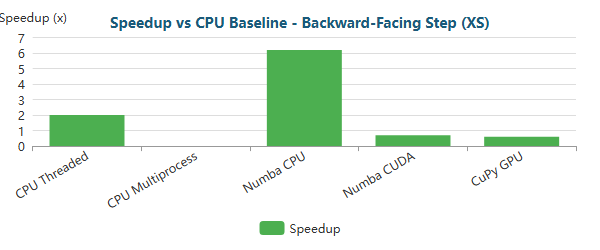 Speedup (x)
Speedup vs CPU Baseline - Backward-Facing Step (XS)
7
6
5
4
3
2
1
0
CPU Threaded
CPU Multiprocess
Numba CPU
Numba CUDA
CuPy GPU
Speedup